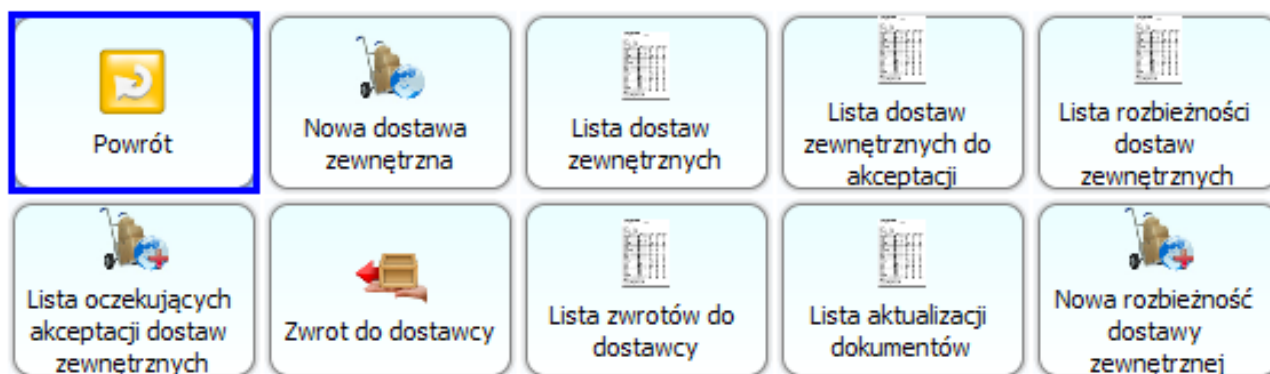 Powrót
Nowa dostawa
zewnętrzna
Lista dostaw
zewnętrznych
Lista dostaw
zewnętrznych do
akceptacji
Lista rozbieżności
dostaw
zewnętrznych
Lista oczekujących
akceptacji dostaw
zewnętrznych
Zwrot do dostawcy
Lista zwrotów do
dostawcy
Lista aktualizacji
dokumentów
Nowa rozbieżność
dostawy
zewnętrznej